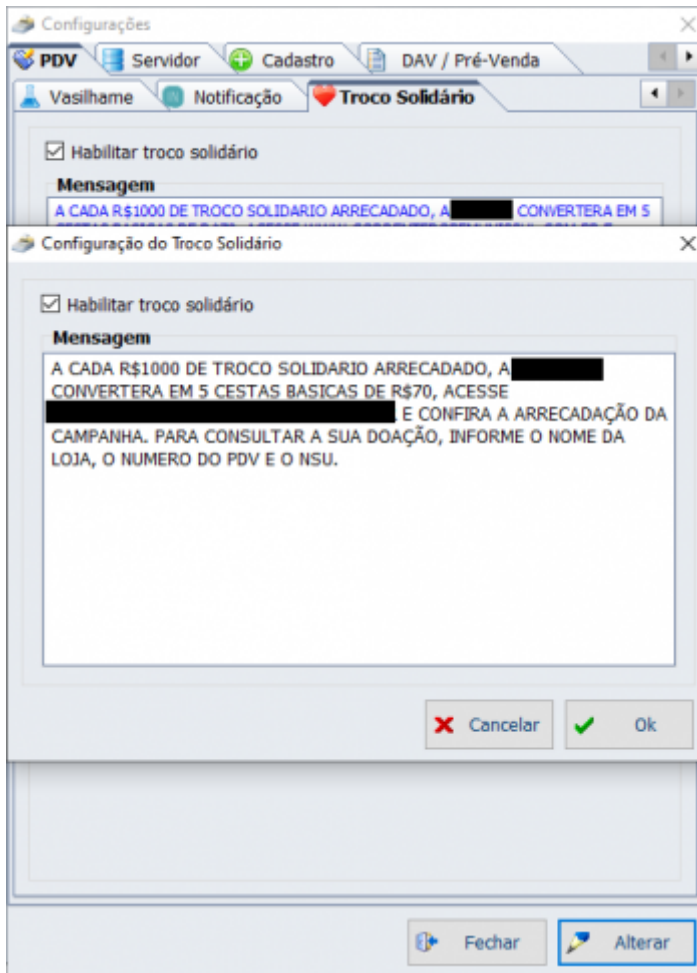 Configurações
PDV Servidor Cadastro DAV / Pré-Venda
Vasilhame Notificação Troco Solidário
Habilitar troco solidário
Mensagem
A CADA R$1000 DE TROCO SOLIDARIO ARRECADADO, A CONVERTERA EM 5
Configuração do Troco Solidário
Habilitar troco solidário
Mensagem
A CADA R$1000 DE TROCO SOLIDARIO ARRECADADO, A
CONVERTERA EM 5 CESTAS BASICAS DE R$70, ACESSE
E CONFIRA A ARRECADAÇÃO DA
CAMPANHA. PARA CONSULTAR A SUA DOAÇÃO, INFORME O NOME DA
LOJA, O NUMERO DO PDV E O NSU.
Cancelar Ok
Fechar Alterar